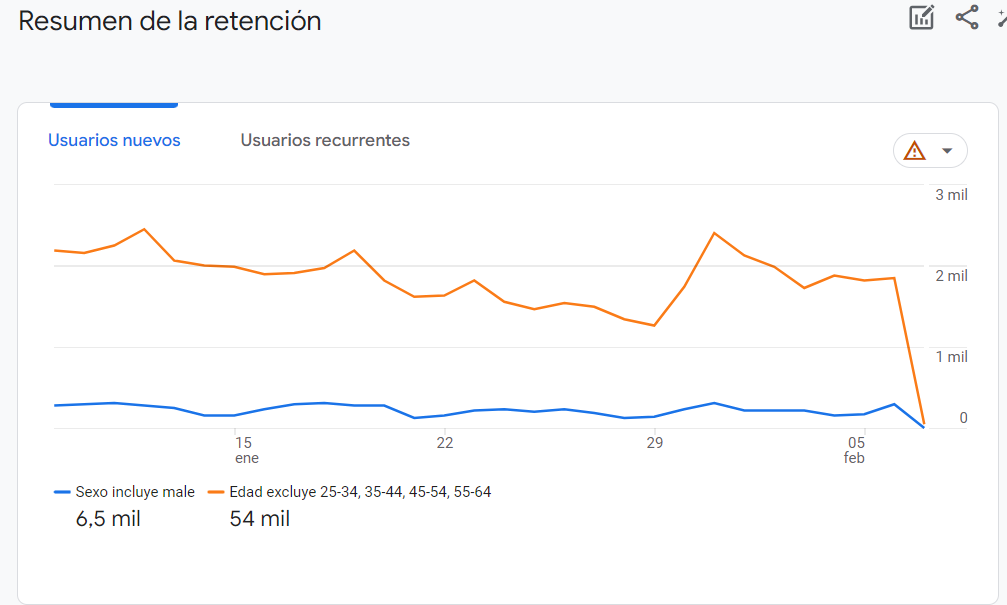 Resumen de la retención
Usuarios nuevos
Usuarios recurrentes
3 mil
2 mil
1 mil
0
15
ene
22
29
05
feb
Sexo incluye male
6,5 mil
Edad excluye 25-34, 35-44, 45-54, 55-64
54 mil